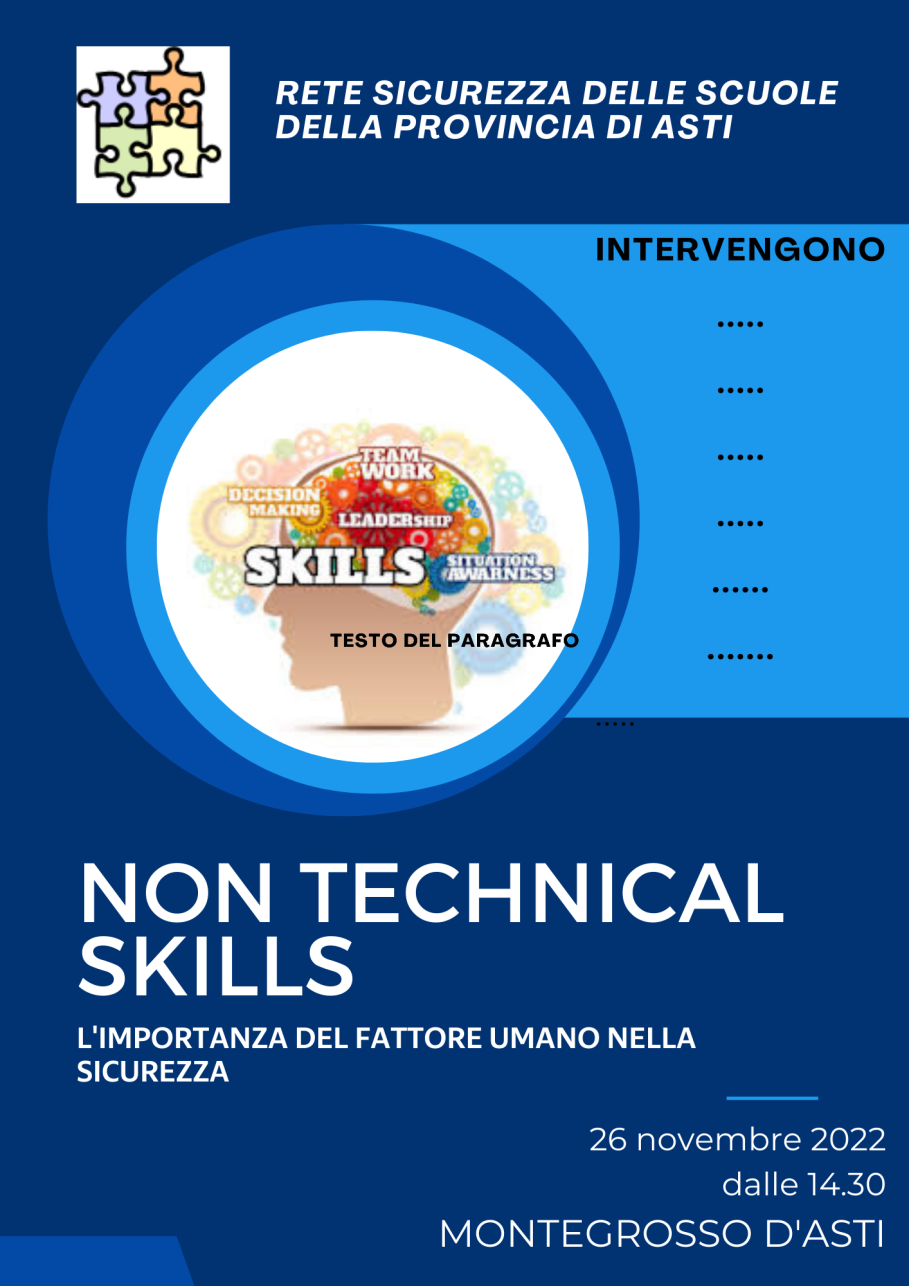 RETE SICUREZZA DELLE SCUOLE
DELLA PROVINCIA DI ASTI
INTERVENGONO
.....
.....
.....
.....
......
.......
.....
TEAM
WORK
DECISION
MAKING
LEADERSHIP
SKILLS
SITUATION
AWARNESS
TESTO DEL PARAGRAFO
NON TECHNICAL
SKILLS
L'IMPORTANZA DEL FATTORE UMANO NELLA
SICUREZZA
26 novembre 2022
dalle 14.30
MONTEGROSSO D'ASTI